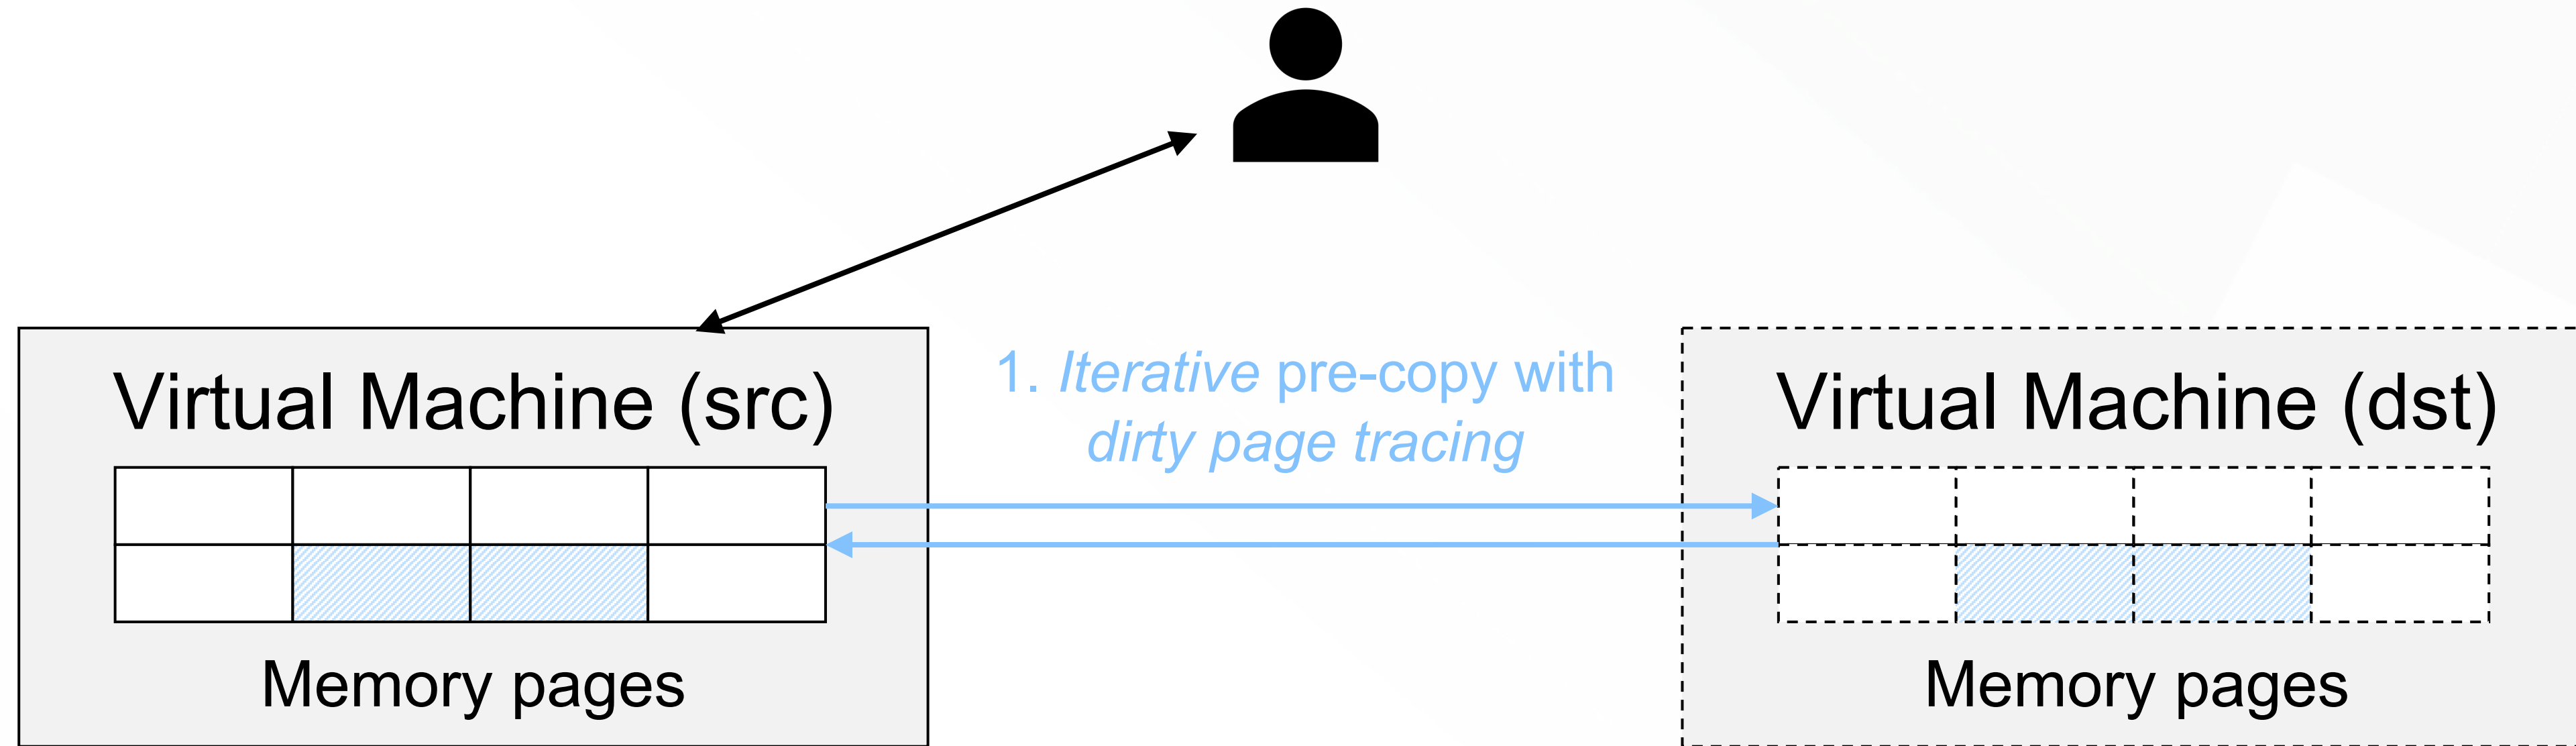 Virtual Machine (src)
Memory pages
1. Iterative pre-copy with
dirty page tracing
Virtual Machine (dst)
Memory pages